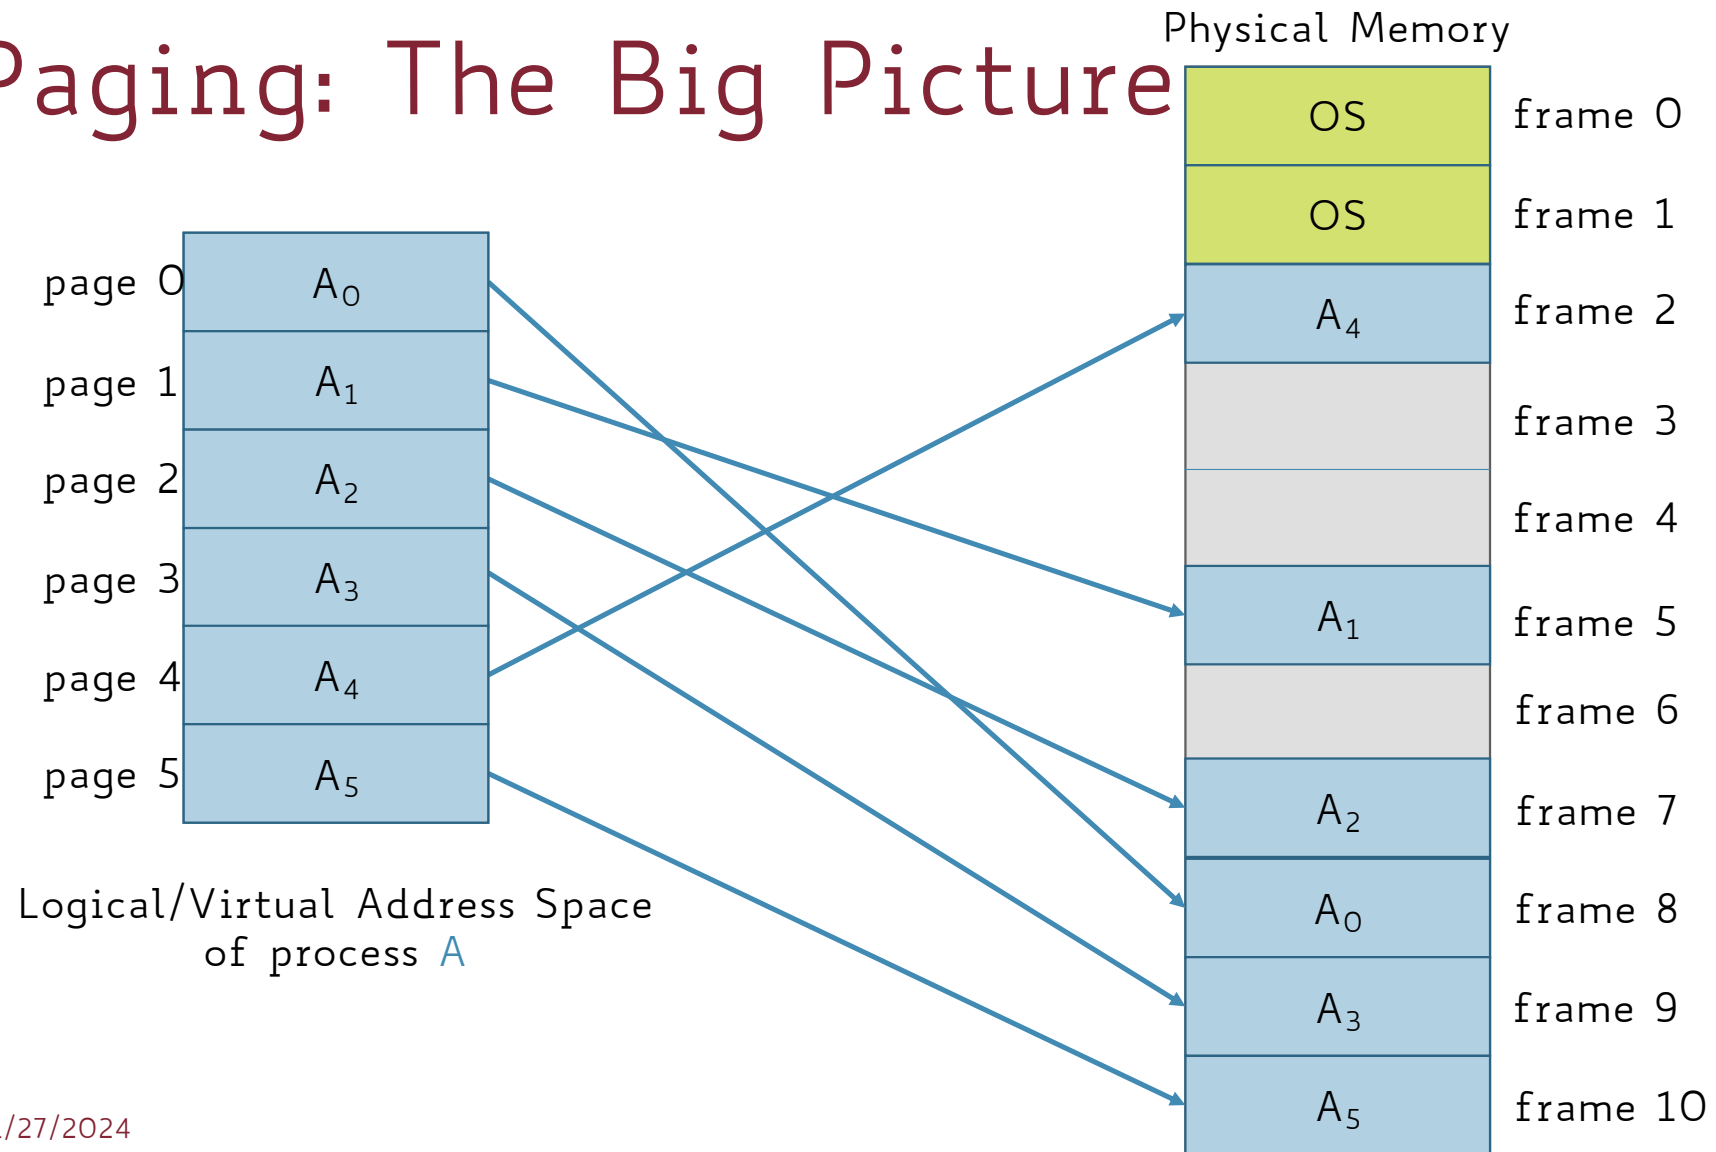 Paging: The Big Picture
Physical Memory
OS frame 0
OS frame 1
A4 frame 2
frame 3
frame 4
A1 frame 5
frame 6
A2 frame 7
A0 frame 8
A3 frame 9
A5 frame 10
page 0 A0
page 1 A1
page 2 A2
page 3 A3
page 4 A4
page 5 A5
Logical/Virtual Address Space
of process A
/27/2024